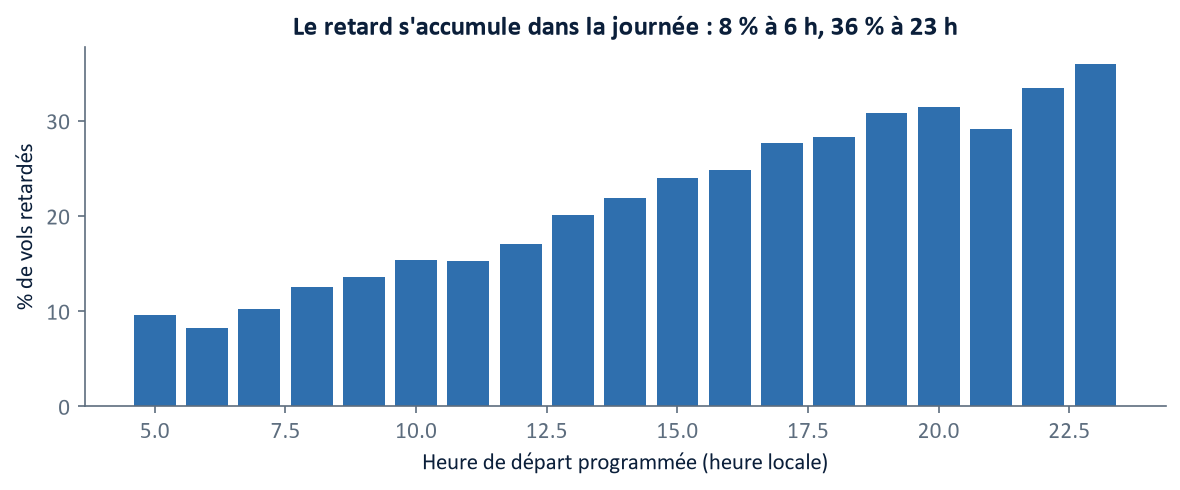 Le retard s'accumule dans la journée : 8 % à 6 h, 36 % à 23 h
% de vols retardés
30
20
10
0
5.0 7.5 10.0 12.5 15.0 17.5 20.0 22.5
Heure de départ programmée (heure locale)